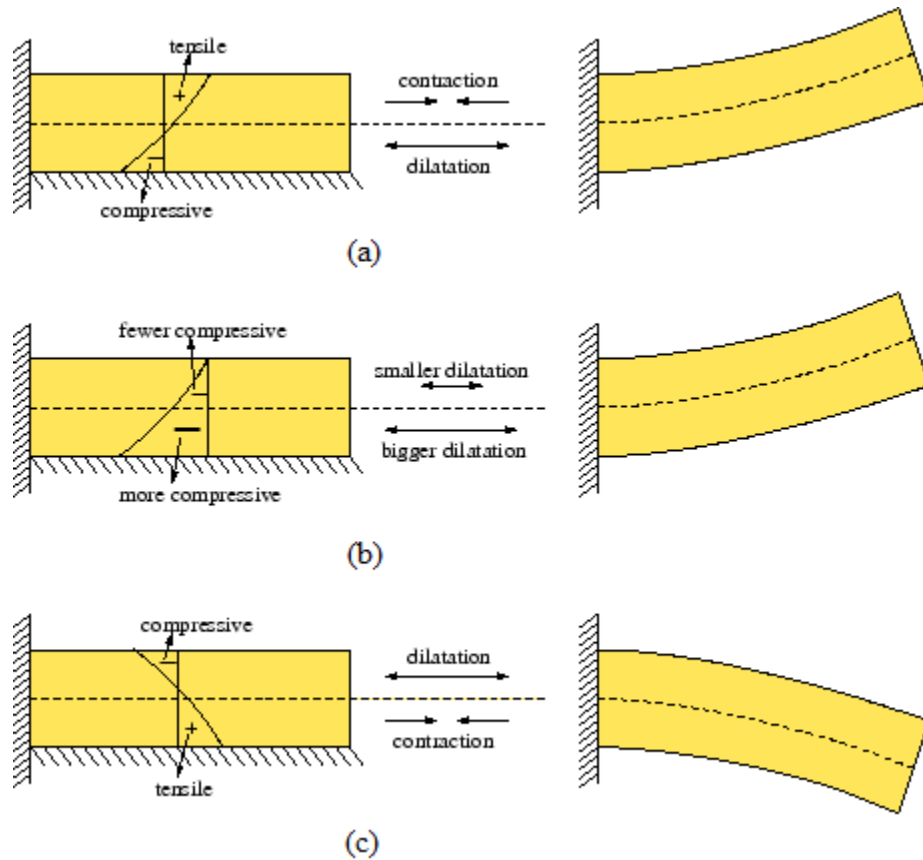 tensile
contraction
dilatation
compressive
(a)
fewer compressive
smaller dilatation
bigger dilatation
more compressive
(b)
compressive
dilatation
contraction
tensile
(c)